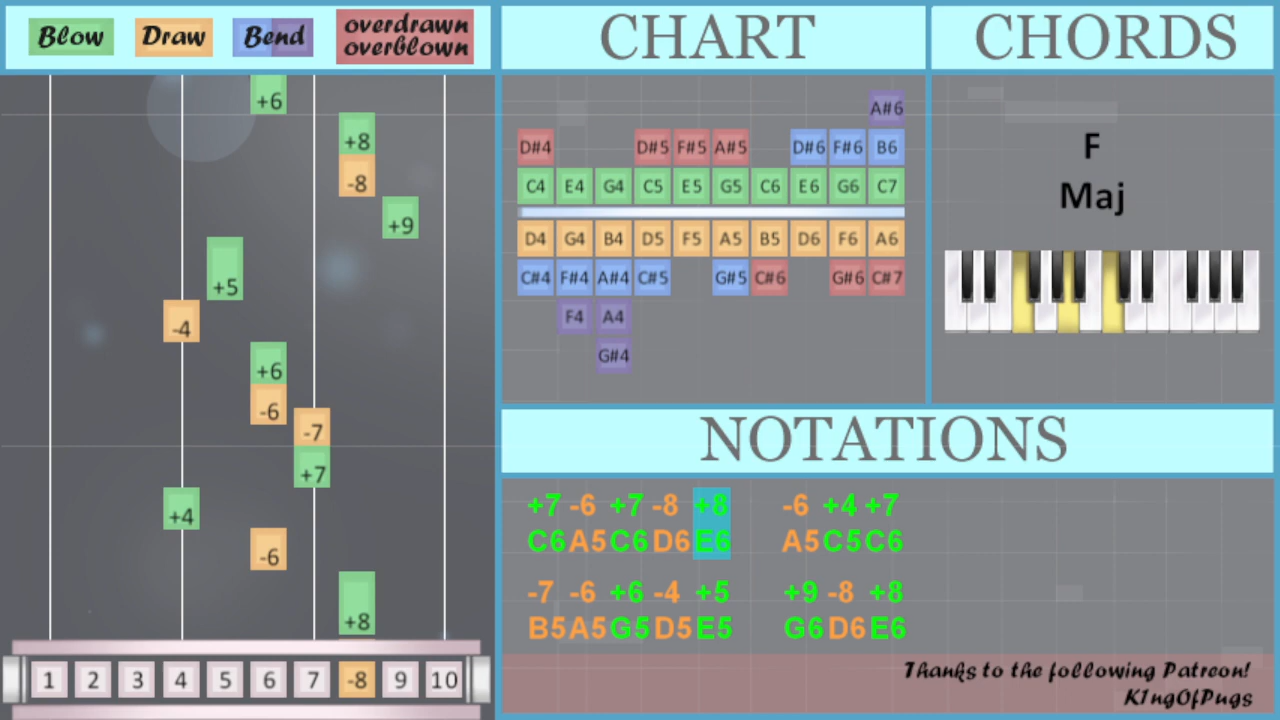 Blow Draw Bend overdrawn
overblown
CHART
CHORDS
+6
+8
-8
+9
+5
-4
+6
-6
-7
+7
+4
-6
+8
1 2 3 4 5 6 7 -8 9 10
A#6
D#4 D#5 F#5 A#5 D#6 F#6 B6
C4 E4 G4 C5 E5 G5 C6 E6 G6 C7
D4 G4 B4 D5 F5 A5 B5 D6 F6 A6
C#4 F#4 A#4 C#5 G#5 C#6 G#6 C#7
F4 A4
G#4
F
Maj
NOTATIONS
+7 -6 +7 -8 +8 -6 +4 +7
C6 A5 C6 D6 E6 A5 C5 C6
-7 -6 +6 -4 +5 +9 -8 +8
B5 A5 G5 D5 E5 G6 D6 E6
Thanks to the following Patreon!
K1ngOfPugs